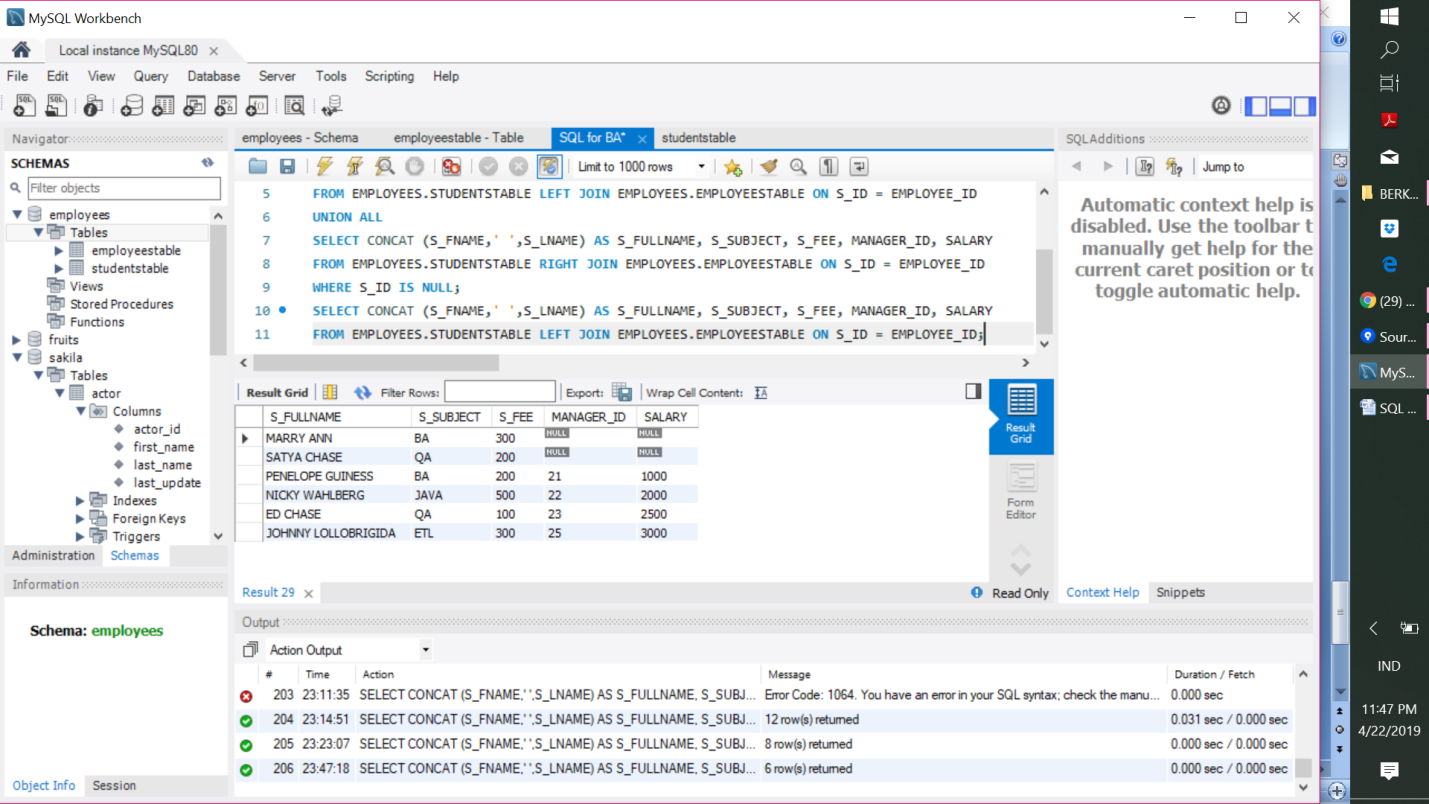 MySQL Workbench
Local instance MySQL80
File Edit View Query Database Server Tools Scripting Help
Navigator
SCHEMAS
Filter objects
employees
Tables
employeestable
studentstable
Views
Stored Procedures
Functions
fruits
sakila
Tables
actor
Columns
actor_id
first_name
last_name
last_update
Indexes
Foreign Keys
Triggers
Administration Schemas
Information
Schema: employees
Object Info Session
employees - Schema employeestable - Table SQL for BA* studentstable
Limit to 1000 rows
5 FROM EMPLOYEES.STUDENTSTABLE LEFT JOIN EMPLOYEES.EMPLOYEESTABLE ON S_ID = EMPLOYEE_ID
6 UNION ALL
7 SELECT CONCAT (S_FNAME,' ',S_LNAME) AS S_FULLNAME, S_SUBJECT, S_FEE, MANAGER_ID, SALARY
8 FROM EMPLOYEES.STUDENTSTABLE RIGHT JOIN EMPLOYEES.EMPLOYEESTABLE ON S_ID = EMPLOYEE_ID
9 WHERE S_ID IS NULL;
10 SELECT CONCAT (S_FNAME,' ',S_LNAME) AS S_FULLNAME, S_SUBJECT, S_FEE, MANAGER_ID, SALARY
11 FROM EMPLOYEES.STUDENTSTABLE LEFT JOIN EMPLOYEES.EMPLOYEESTABLE ON S_ID = EMPLOYEE_ID;
Result Grid Filter Rows: Export: Wrap Cell Content:
S_FULLNAME S_SUBJECT S_FEE MANAGER_ID SALARY
MARRY ANN BA 300 NULL NULL
SATYA CHASE QA 200 NULL NULL
PENELOPE GUINESS BA 200 21 1000
NICKY WAHLBERG JAVA 500 22 2000
ED CHASE QA 100 23 2500
JOHNNY LOLLOBRIGIDA ETL 300 25 3000
Result Grid
Form Editor
Result 29
Read Only
Output
Action Output
# Time Action Message Duration / Fetch
203 23:11:35 SELECT CONCAT (S_FNAME,' ',S_LNAME) AS S_FULLNAME, S_SUBJ... Error Code: 1064. You have an error in your SQL syntax; check the manu... 0.000 sec
204 23:14:51 SELECT CONCAT (S_FNAME,' ',S_LNAME) AS S_FULLNAME, S_SUBJ... 12 row(s) returned 0.031 sec / 0.000 sec
205 23:23:07 SELECT CONCAT (S_FNAME,' ',S_LNAME) AS S_FULLNAME, S_SUBJ... 8 row(s) returned 0.000 sec / 0.000 sec
206 23:47:18 SELECT CONCAT (S_FNAME,' ',S_LNAME) AS S_FULLNAME, S_SUBJ... 6 row(s) returned 0.000 sec / 0.000 sec
SQLAdditions
Jump to
Automatic context help is
disabled. Use the toolbar t
manually get help for the
current caret position or to
toggle automatic help.
Context Help Snippets
BERK...
(29) ...
Sour...
MyS...
SQL ...
IND
11:47 PM
4/22/2019